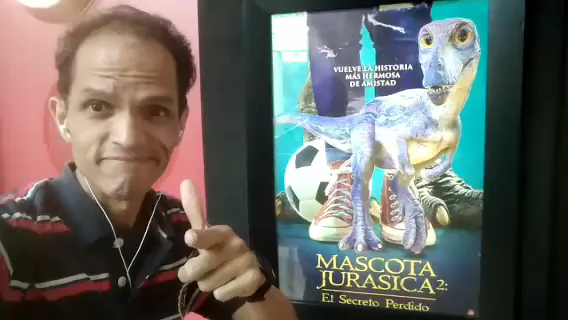 VUELVE LA HISTORIA
MÁS HERMOSA
DE AMISTAD
MASCOTA
JURÁSICA 2:
El Secreto Perdido